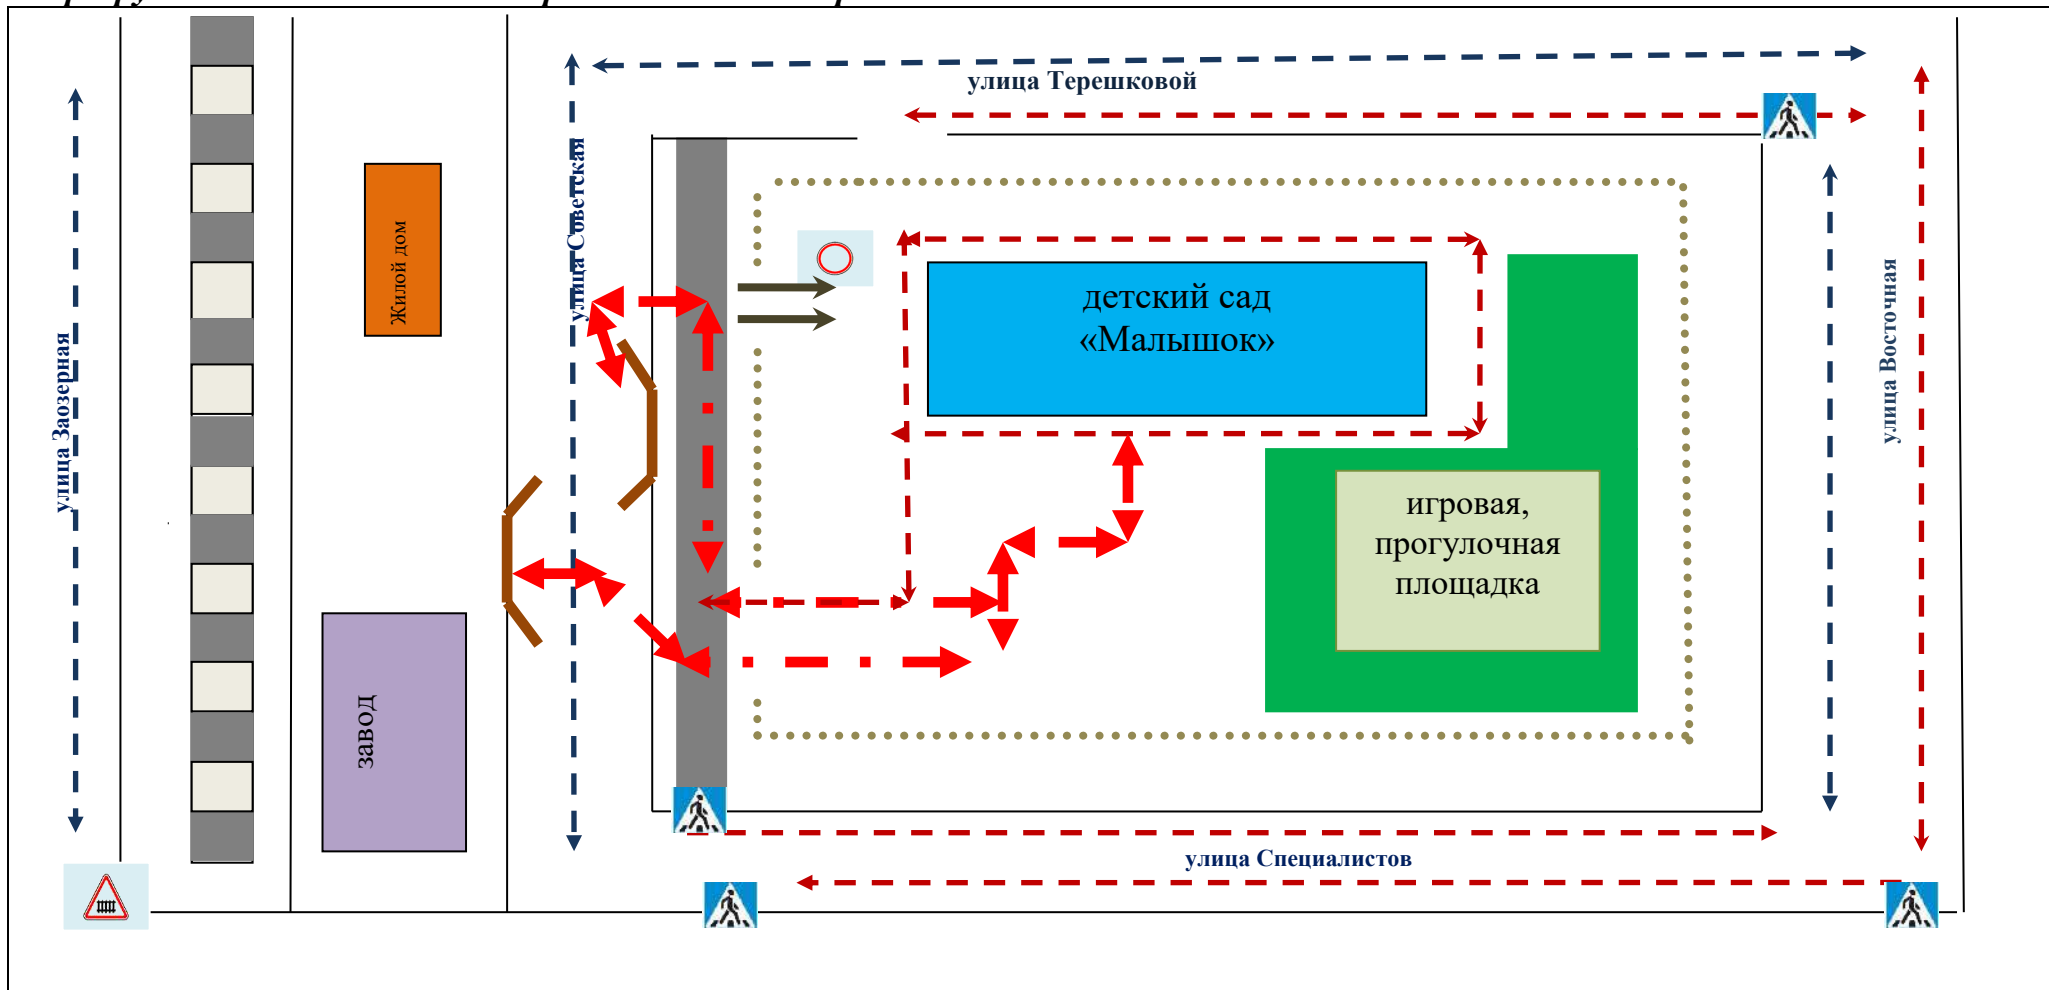 улица Терешковой
улица Советская
Жилой дом
улица Заозерная
детский сад
«Малышок»
улица Восточная
игровая,
прогулочная
площадка
завод
улица Специалистов